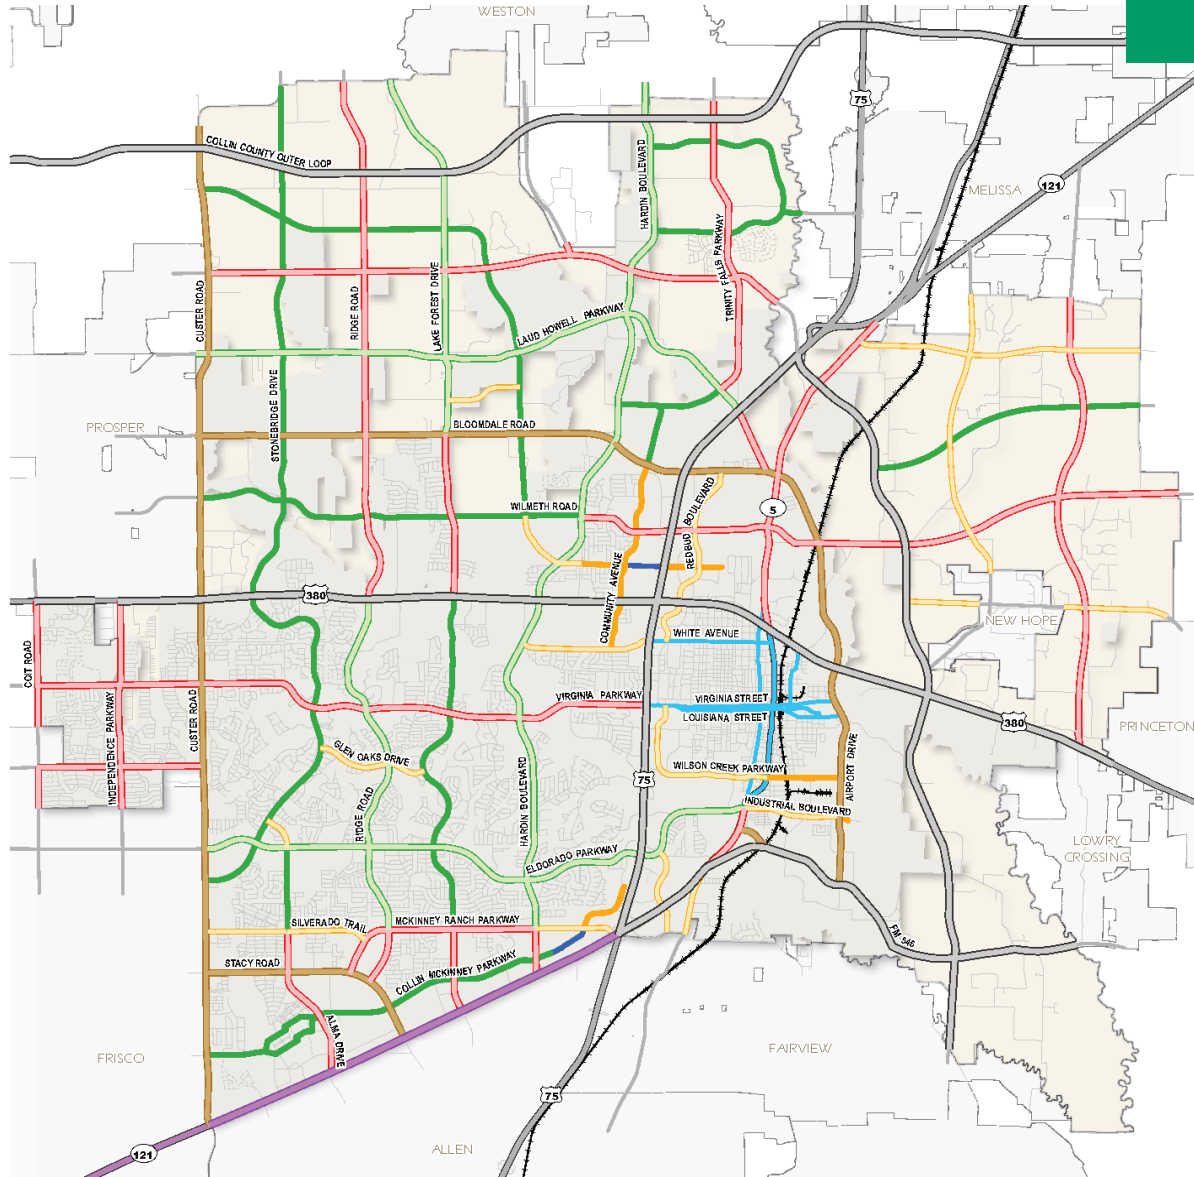 WESTON
75
COLLIN COUNTY OUTER LOOP
HARDIN BOULEVARD
121
MELISSA
TRINITY FALLS PARKWAY
CUSTER ROAD
RIDGE ROAD
LAKE FOREST DRIVE
LAUD HOWELL PARKWAY
STONEBRIDGE DRIVE
PROSPER
BLOOMDALE ROAD
WILMETH ROAD
REDBUD BOULEVARD
5
COMMUNITY AVENUE
380
NEW HOPE
WHITE AVENUE
COIT ROAD
INDEPENDENCE PARKWAY
CUSTER ROAD
VIRGINIA PARKWAY
VIRGINIA STREET
LOUISIANA STREET
380
PRINCETON
GLEN OAKS DRIVE
WILSON CREEK PARKWAY
AIRPORT DRIVE
75
HARDIN BOULEVARD
RIDGE ROAD
INDUSTRIAL BOULEVARD
ELDORADO PARKWAY
LOWRY
CROSSING
SILVERADO TRAIL
MCKINNEY RANCH PARKWAY
FM 546
STACY ROAD
COLLIN MCKINNEY PARKWAY
ALMA DRIVE
FRISCO
FAIRVIEW
75
ALLEN
121